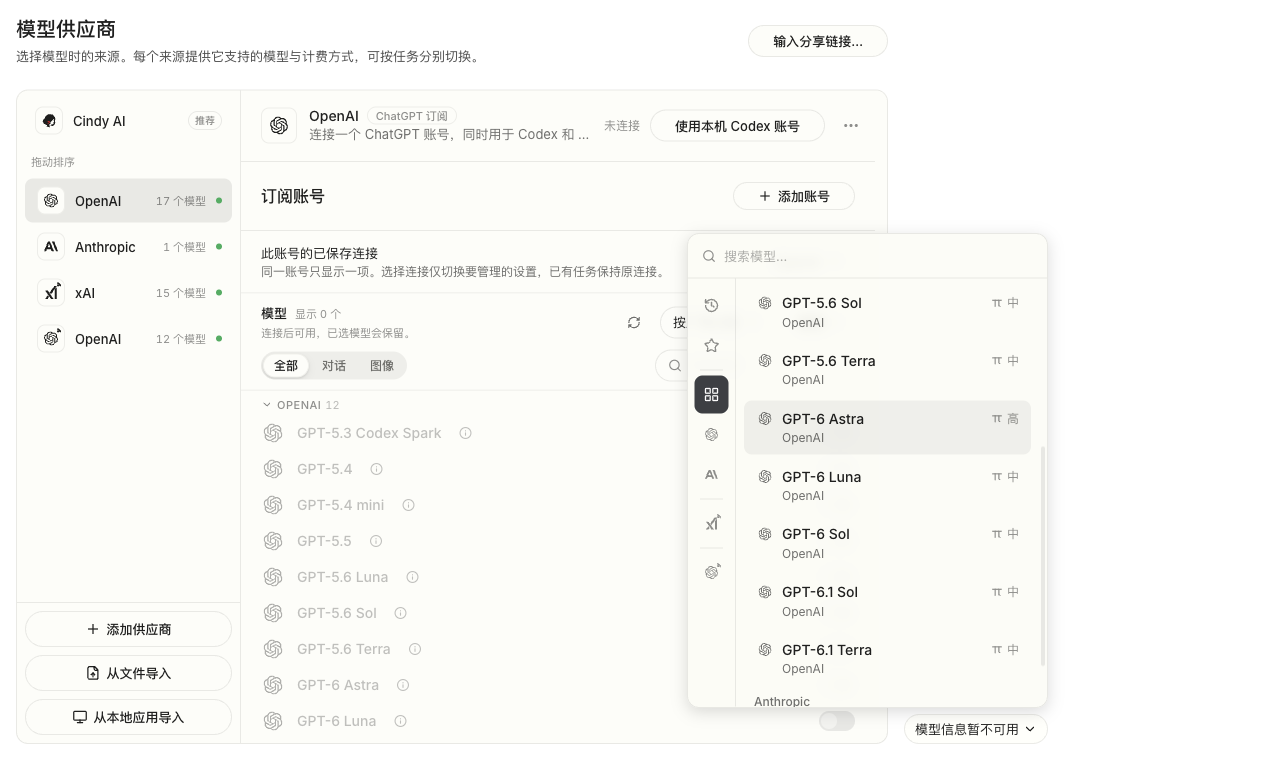 模型供应商
选择模型时的来源。每个来源提供它支持的模型与计费方式，可按任务分别切换。
输入分享链接...
Cindy AI
推荐
拖动排序
OpenAI
17 个模型
Anthropic
1 个模型
xAI
15 个模型
OpenAI
12 个模型
添加供应商
从文件导入
从本地应用导入
OpenAI
ChatGPT 订阅
连接一个 ChatGPT 账号，同时用于 Codex 和 ...
未连接
使用本机 Codex 账号
订阅账号
添加账号
此账号的已保存连接
同一账号只显示一项。选择连接仅切换要管理的设置，已有任务保持原连接。
模型 显示 0 个
连接后可用，已选模型会保留。
按
全部
对话
图像
OPENAI 12
GPT-5.3 Codex Spark
GPT-5.4
GPT-5.4 mini
GPT-5.5
GPT-5.6 Luna
GPT-5.6 Sol
GPT-5.6 Terra
GPT-6 Astra
GPT-6 Luna
搜索模型...
GPT-5.6 Sol
π 中
OpenAI
GPT-5.6 Terra
π 中
OpenAI
GPT-6 Astra
π 高
OpenAI
GPT-6 Luna
π 中
OpenAI
GPT-6 Sol
π 中
OpenAI
GPT-6.1 Sol
π 中
OpenAI
GPT-6.1 Terra
π 中
OpenAI
Anthropic
模型信息暂不可用